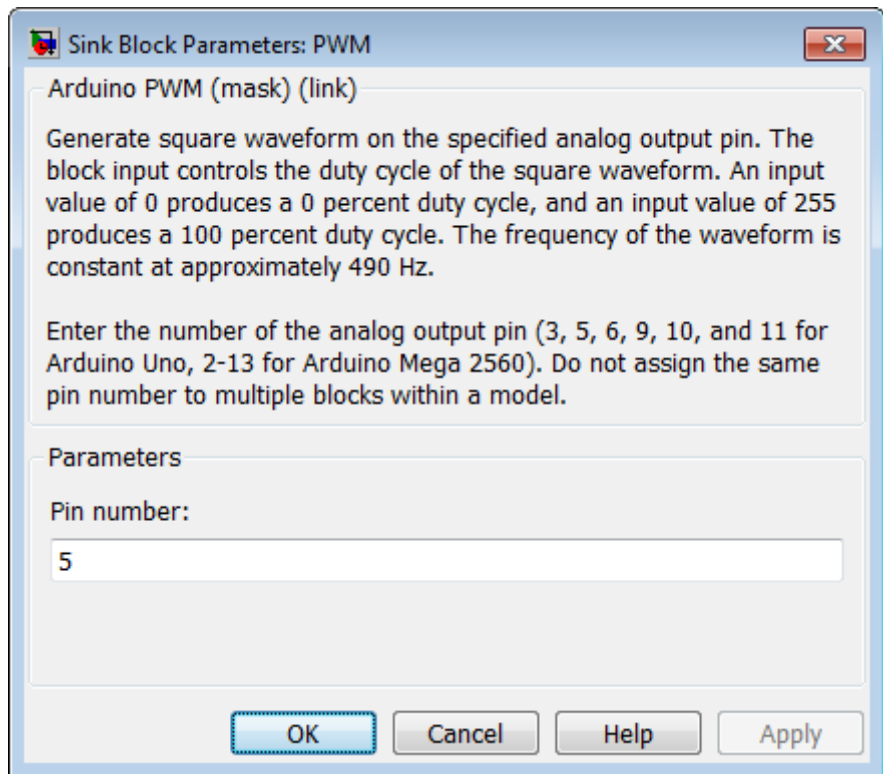 Sink Block Parameters: PWM
Arduino PWM (mask) (link)
Generate square waveform on the specified analog output pin. The
block input controls the duty cycle of the square waveform. An input
value of 0 produces a 0 percent duty cycle, and an input value of 255
produces a 100 percent duty cycle. The frequency of the waveform is
constant at approximately 490 Hz.
Enter the number of the analog output pin (3, 5, 6, 9, 10, and 11 for
Arduino Uno, 2-13 for Arduino Mega 2560). Do not assign the same
pin number to multiple blocks within a model.
Parameters
Pin number:
5
OK Cancel Help Apply